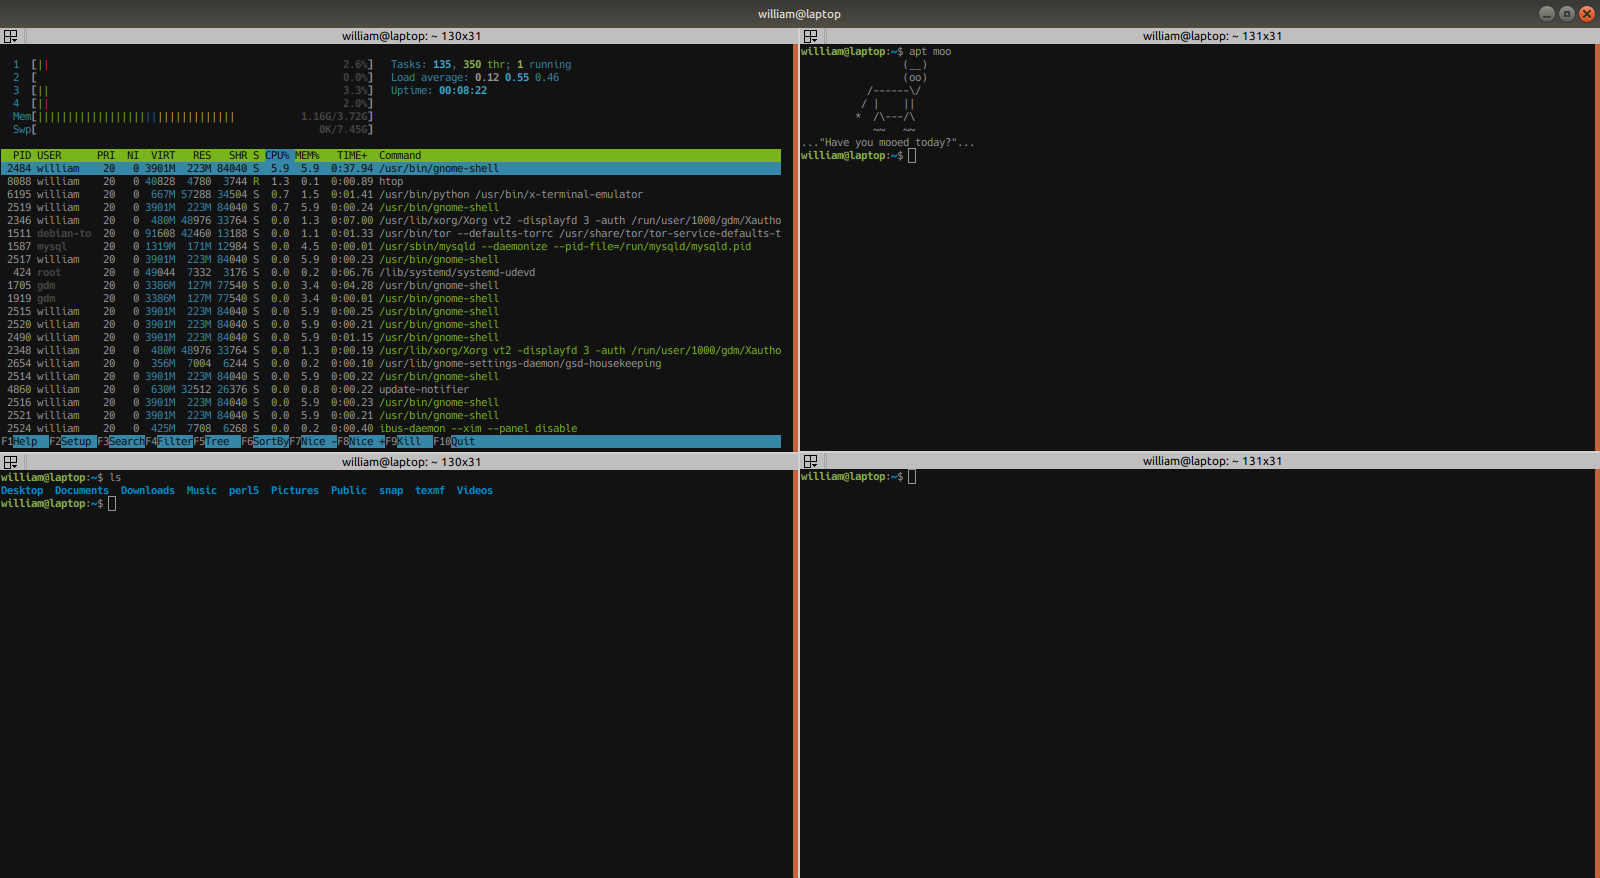 william@laptop
william@laptop: ~ 130x31
1 [|| 2.6%] Tasks: 135, 350 thr; 1 running
2 [ 0.0%] Load average: 0.12 0.55 0.46
3 [|| 3.3%] Uptime: 00:08:22
4 [|| 2.0%]
Mem[||||||||||||||||||||||||||||||||| 1.16G/3.72G]
Swp[ 0K/7.45G]
PID USER PRI NI VIRT RES SHR S CPU% MEM% TIME+ Command
2484 william 20 0 3901M 223M 84040 S 5.9 5.9 0:37.94 /usr/bin/gnome-shell
8088 william 20 0 40828 4780 3744 R 1.3 0.1 0:00.89 htop
6195 william 20 0 667M 57288 34504 S 0.7 1.5 0:01.41 /usr/bin/python /usr/bin/x-terminal-emulator
2519 william 20 0 3901M 223M 84040 S 0.7 5.9 0:00.24 /usr/bin/gnome-shell
2346 william 20 0 480M 48976 33764 S 0.0 1.3 0:07.00 /usr/lib/xorg/Xorg vt2 -displayfd 3 -auth /run/user/1000/gdm/Xautho
1511 debian-to 20 0 91608 42460 13188 S 0.0 1.1 0:01.33 /usr/bin/tor --defaults-torrc /usr/share/tor/tor-service-defaults-t
1587 mysql 20 0 1319M 171M 12984 S 0.0 4.5 0:00.01 /usr/sbin/mysqld --daemonize --pid-file=/run/mysqld/mysqld.pid
2517 william 20 0 3901M 223M 84040 S 0.0 5.9 0:00.23 /usr/bin/gnome-shell
424 root 20 0 49044 7332 3176 S 0.0 0.2 0:06.76 /lib/systemd/systemd-udevd
1705 gdm 20 0 3386M 127M 77540 S 0.0 3.4 0:04.28 /usr/bin/gnome-shell
1919 gdm 20 0 3386M 127M 77540 S 0.0 3.4 0:00.01 /usr/bin/gnome-shell
2515 william 20 0 3901M 223M 84040 S 0.0 5.9 0:00.25 /usr/bin/gnome-shell
2520 william 20 0 3901M 223M 84040 S 0.0 5.9 0:00.21 /usr/bin/gnome-shell
2490 william 20 0 3901M 223M 84040 S 0.0 5.9 0:01.15 /usr/bin/gnome-shell
2348 william 20 0 480M 48976 33764 S 0.0 1.3 0:00.19 /usr/lib/xorg/Xorg vt2 -displayfd 3 -auth /run/user/1000/gdm/Xautho
2654 william 20 0 356M 7004 6244 S 0.0 0.2 0:00.10 /usr/lib/gnome-settings-daemon/gsd-housekeeping
2514 william 20 0 3901M 223M 84040 S 0.0 5.9 0:00.22 /usr/bin/gnome-shell
4860 william 20 0 630M 32512 26376 S 0.0 0.8 0:00.22 update-notifier
2516 william 20 0 3901M 223M 84040 S 0.0 5.9 0:00.23 /usr/bin/gnome-shell
2521 william 20 0 3901M 223M 84040 S 0.0 5.9 0:00.21 /usr/bin/gnome-shell
2524 william 20 0 425M 7708 6268 S 0.0 0.2 0:00.40 ibus-daemon --xim --panel disable
F1Help F2Setup F3SearchF4FilterF5Tree F6SortByF7Nice -F8Nice +F9Kill F10Quit
william@laptop: ~ 131x31
william@laptop:~$ apt moo
                 (__)
                 (oo)
           /------\/
          / |    ||
         *  /\---/\
            ~~   ~~
..."Have you mooed today?"...
william@laptop:~$
william@laptop: ~ 130x31
william@laptop:~$ ls
Desktop Documents Downloads Music perl5 Pictures Public snap texmf Videos
william@laptop:~$
william@laptop: ~ 131x31
william@laptop:~$